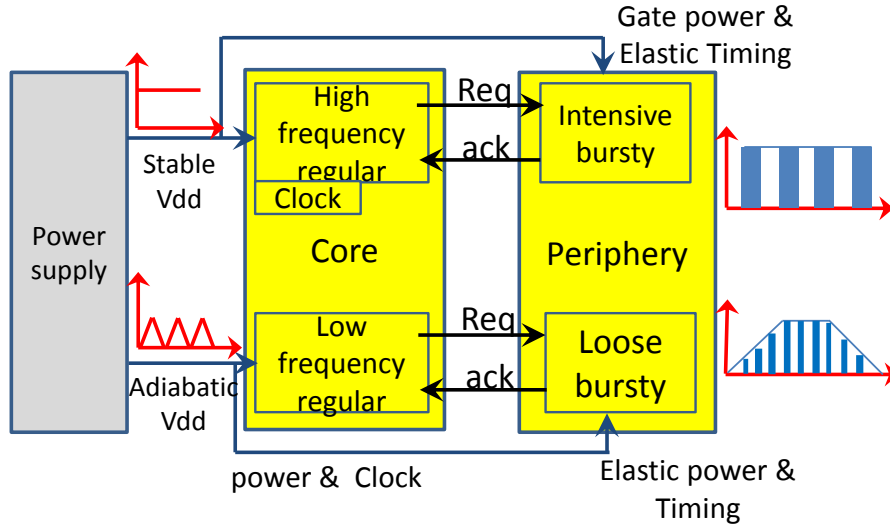 Gate power &
Elastic Timing
High
frequency
regular
Clock
Req
ack
Intensive
bursty
Stable
Vdd
Power
supply
Core
Periphery
Low
frequency
regular
Req
ack
Loose
bursty
Adiabatic
Vdd
power & Clock
Elastic power &
Timing